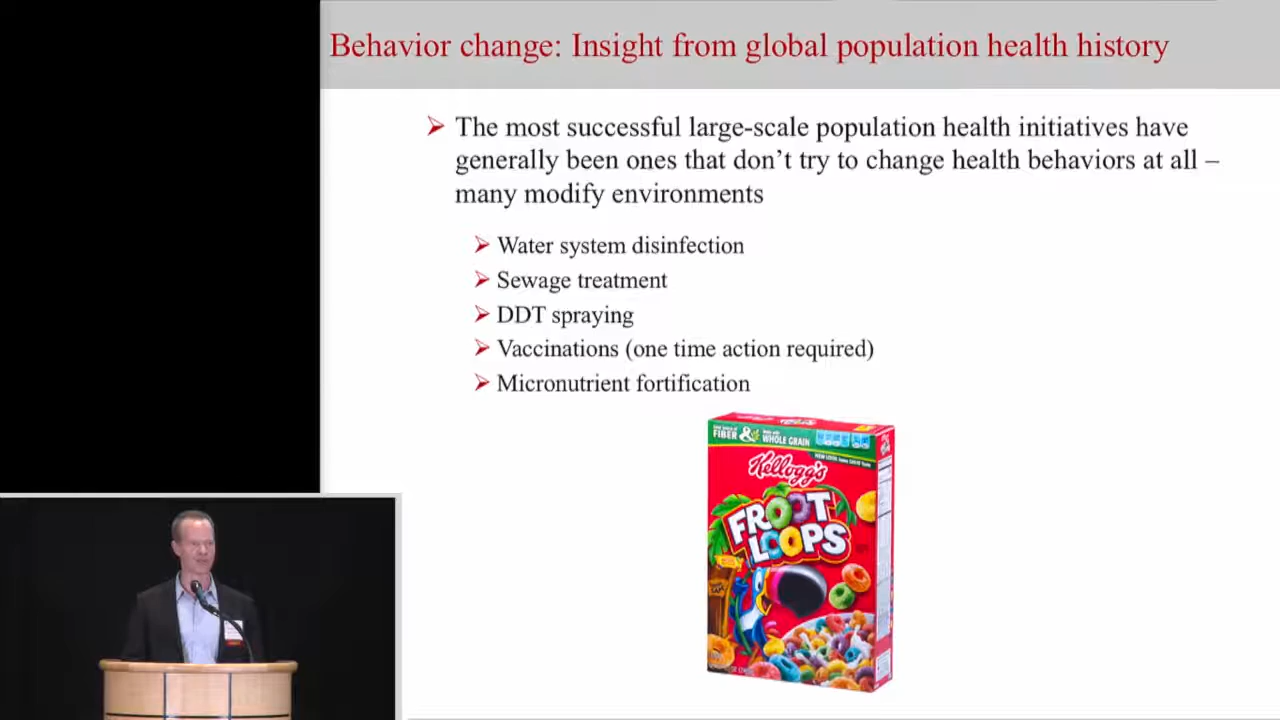 Behavior change: Insight from global population health history
➢ The most successful large-scale population health initiatives have
generally been ones that don't try to change health behaviors at all –
many modify environments
➢ Water system disinfection
➢ Sewage treatment
➢ DDT spraying
➢ Vaccinations (one time action required)
➢ Micronutrient fortification
FIBER &
WHOLE GRAIN
Kellogg's
FROOT
LOOPS